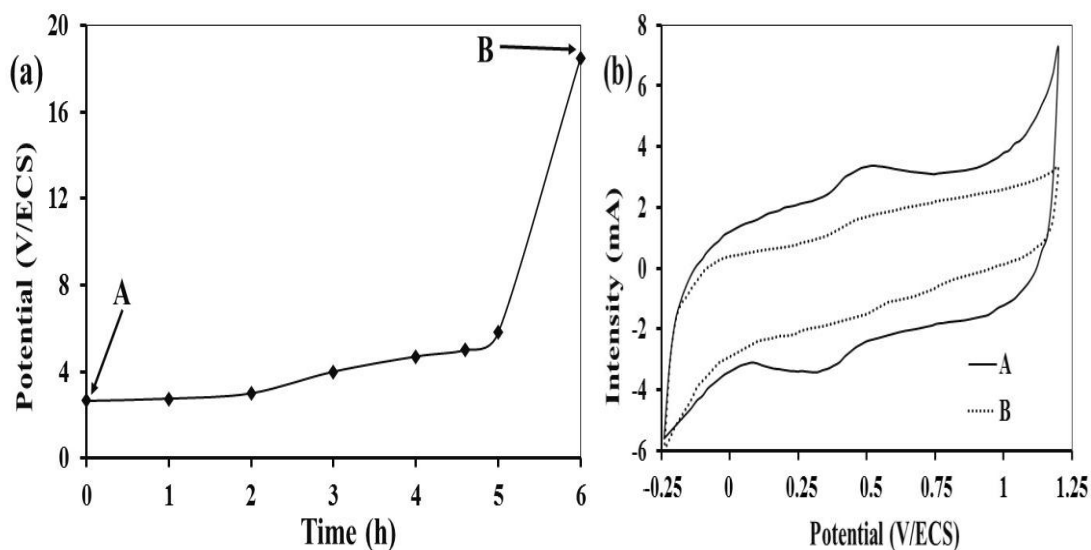 (a)
Potential (V/ECS)
20
16
12
8
4
0
A
B
0 1 2 3 4 5 6
Time (h)
(b)
Intensity (mA)
8
6
4
2
0
-2
-4
-6
A
B
-0.25 0 0.25 0.5 0.75 1 1.25
Potential (V/ECS)